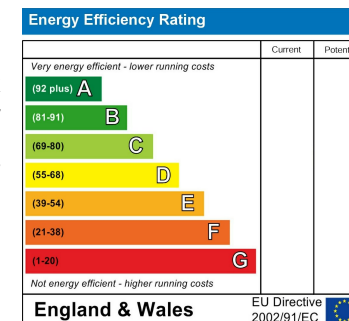 Energy Efficiency Rating
Current Poten
Very energy efficient - lower running costs
(92 plus) A
(81-91) B
(69-80) C
(55-68) D
(39-54) E
(21-38) F
(1-20) G
Not energy efficient - higher running costs
England & Wales
EU Directive
2002/91/EC